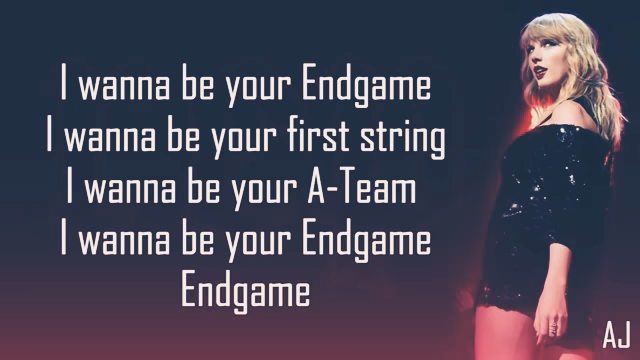 I wanna be your Endgame
I wanna be your first string
I wanna be your A-Team
I wanna be your Endgame
Endgame
AJ